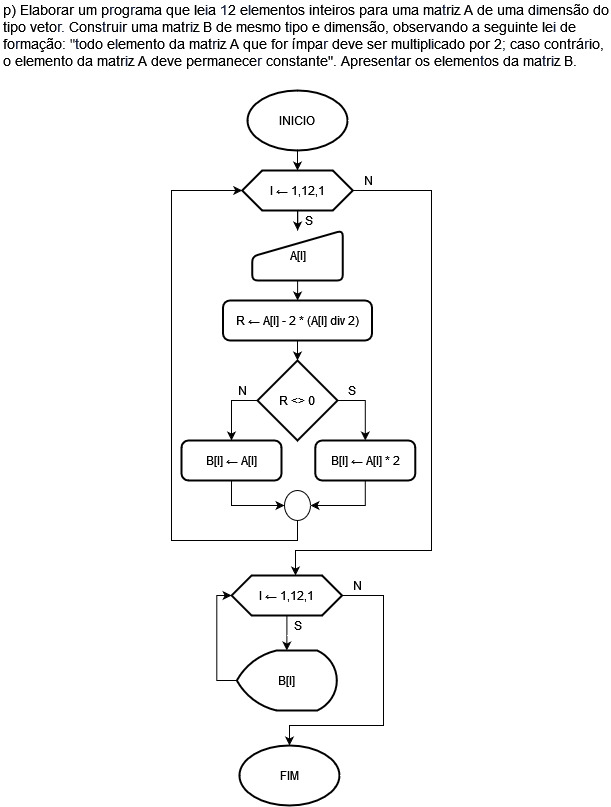 p) Elaborar um programa que leia 12 elementos inteiros para uma matriz A de uma dimensão do
tipo vetor. Construir uma matriz B de mesmo tipo e dimensão, observando a seguinte lei de
formação: "todo elemento da matriz A que for ímpar deve ser multiplicado por 2; caso contrário,
o elemento da matriz A deve permanecer constante". Apresentar os elementos da matriz B.
INICIO
I ← 1,12,1
N
S
A[I]
R ← A[I] - 2 * (A[I] div 2)
N
S
R <> 0
B[I] ← A[I]
B[I] ← A[I] * 2
I ← 1,12,1
N
S
B[I]
FIM